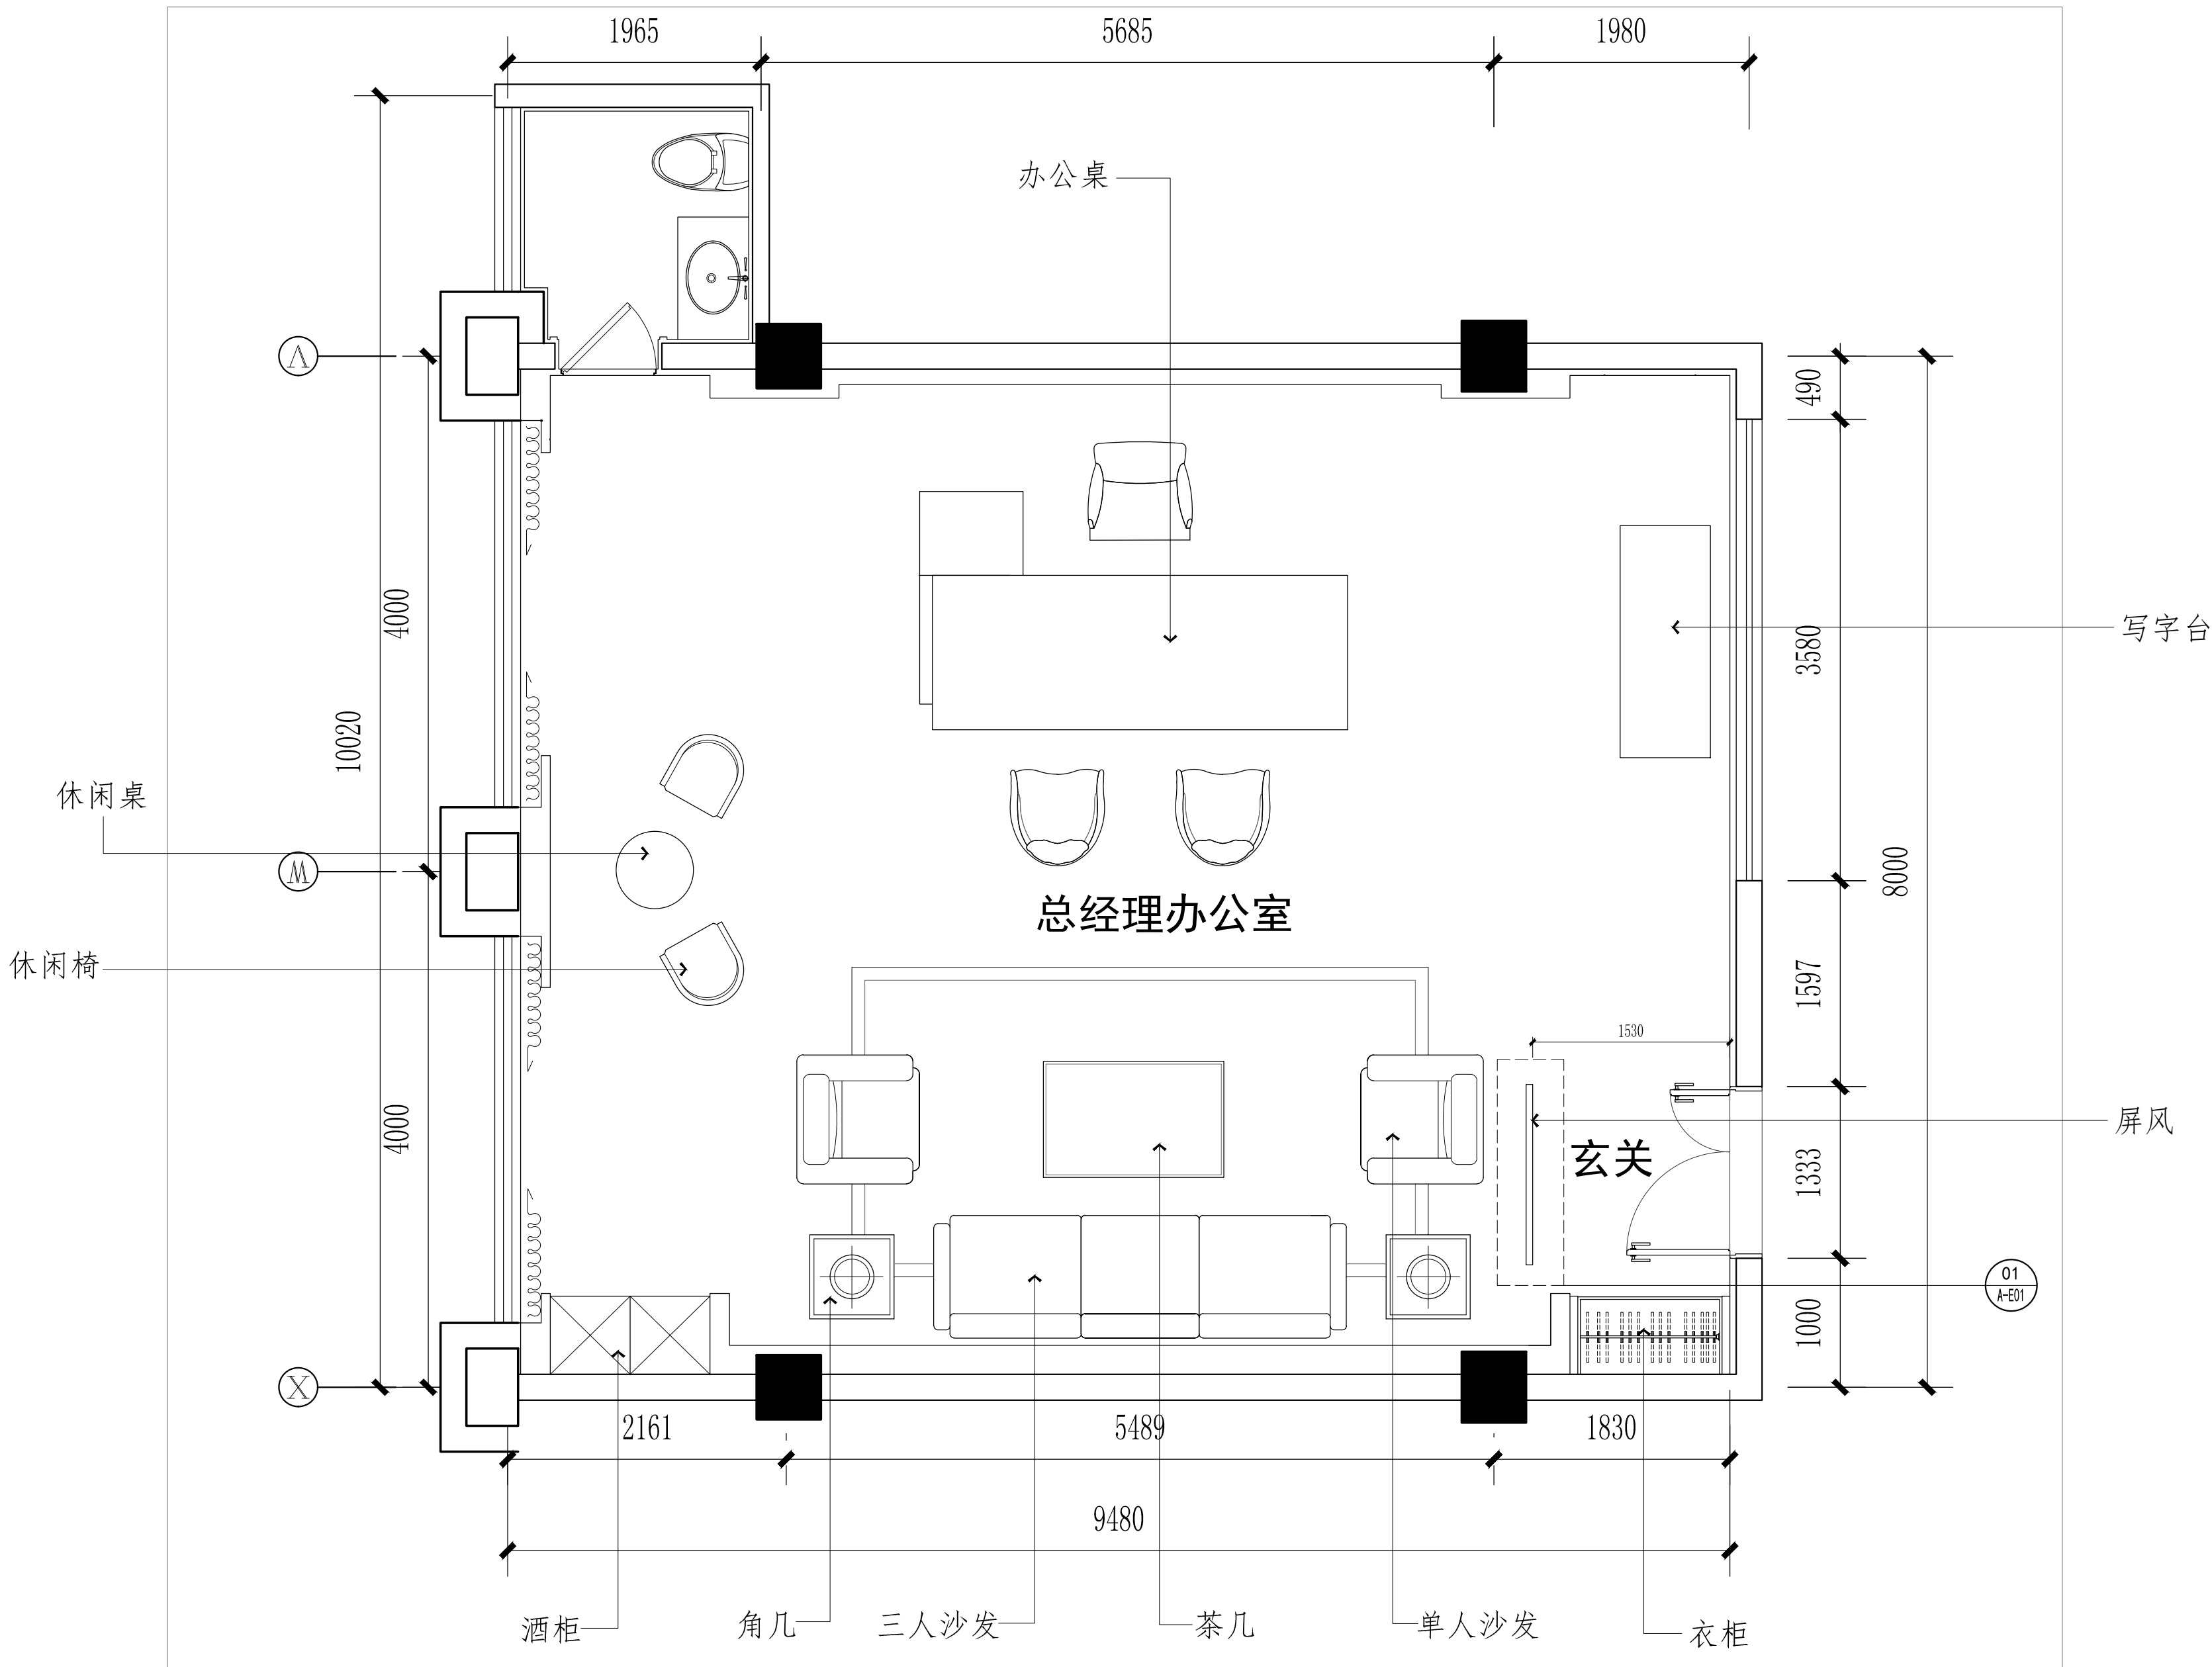 1965
5685
1980
办公桌
V
490
4000
3580
写字台
10020
休闲桌
W
8000
总经理办公室
休闲椅
1597
1530
4000
屏风
玄关
1333
01
A-E01
1000
X
2161
5489
1830
9480
酒柜
角几
三人沙发
茶几
单人沙发
衣柜